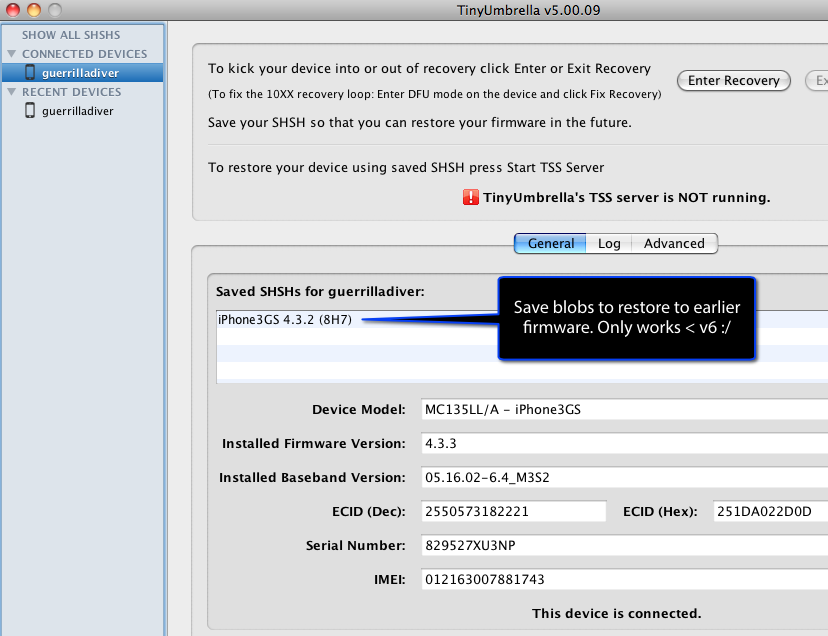 TinyUmbrella v5.00.09
SHOW ALL SHSHS
CONNECTED DEVICES
guerrilladiver
RECENT DEVICES
guerrilladiver
To kick your device into or out of recovery click Enter or Exit Recovery
Enter Recovery
Ex
(To fix the 10XX recovery loop: Enter DFU mode on the device and click Fix Recovery)
Save your SHSH so that you can restore your firmware in the future.
To restore your device using saved SHSH press Start TSS Server
TinyUmbrella's TSS server is NOT running.
General Log Advanced
Saved SHSHs for guerrilladiver:
iPhone3GS 4.3.2 (8H7)
Save blobs to restore to earlier
firmware. Only works < v6 :/
Device Model: MC135LL/A - iPhone3GS
Installed Firmware Version: 4.3.3
Installed Baseband Version: 05.16.02-6.4_M3S2
ECID (Dec): 2550573182221 ECID (Hex): 251DA022D0D
Serial Number: 829527XU3NP
IMEI: 012163007881743
This device is connected.